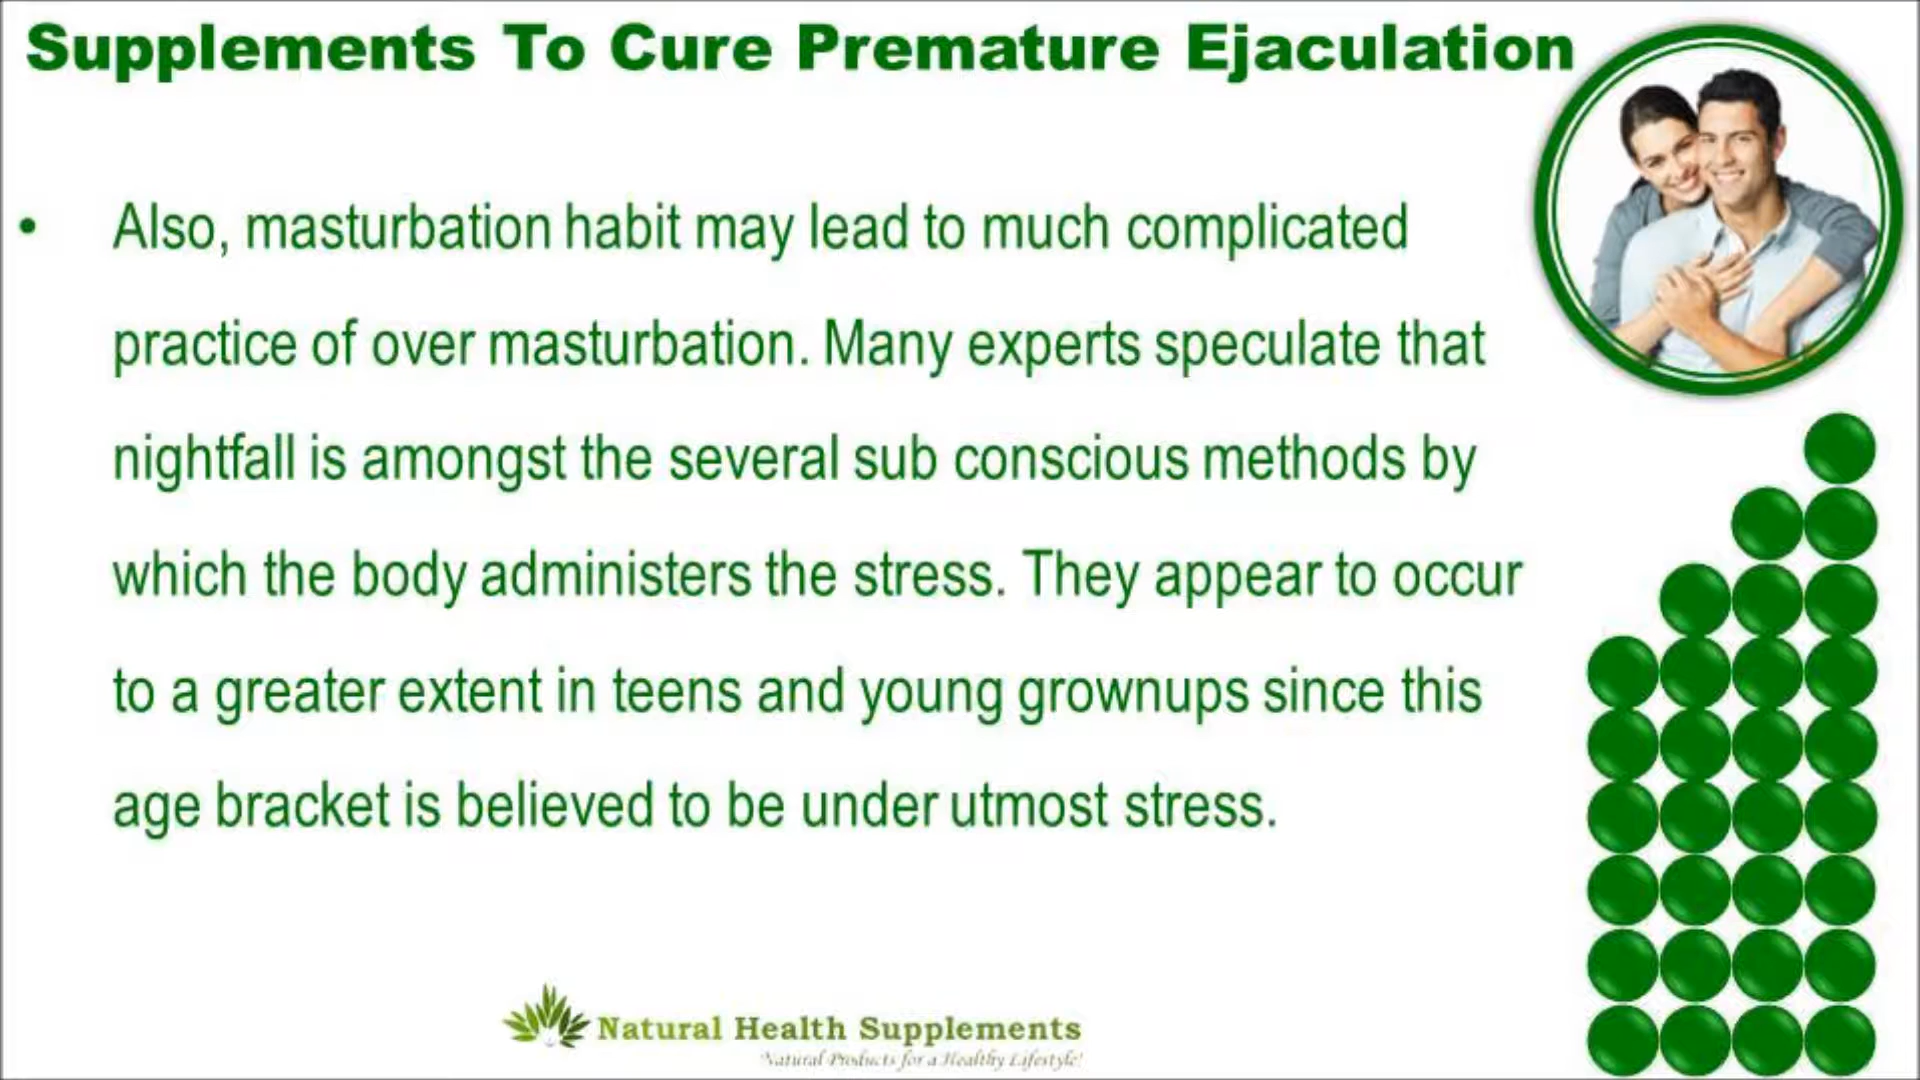 Supplements To Cure Premature Ejaculation
• Also, masturbation habit may lead to much complicated
practice of over masturbation. Many experts speculate that
nightfall is amongst the several sub conscious methods by
which the body administers the stress. They appear to occur
to a greater extent in teens and young grownups since this
age bracket is believed to be under utmost stress.
Natural Health Supplements
'Natural Products for a Healthy Lifestyle'